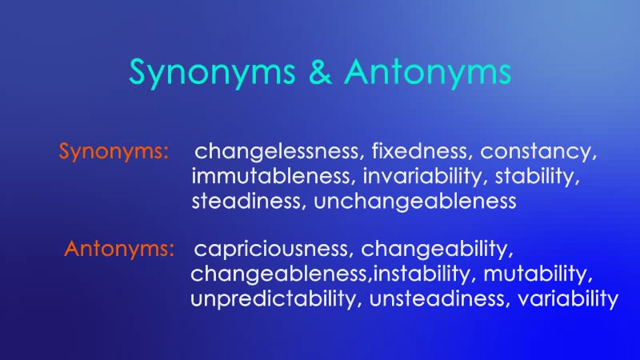 Synonyms & Antonyms
Synonyms: changelessness, fixedness, constancy,
immutableness, invariability, stability,
steadiness, unchangeableness
Antonyms: capriciousness, changeability,
changeableness,instability, mutability,
unpredictability, unsteadiness, variability